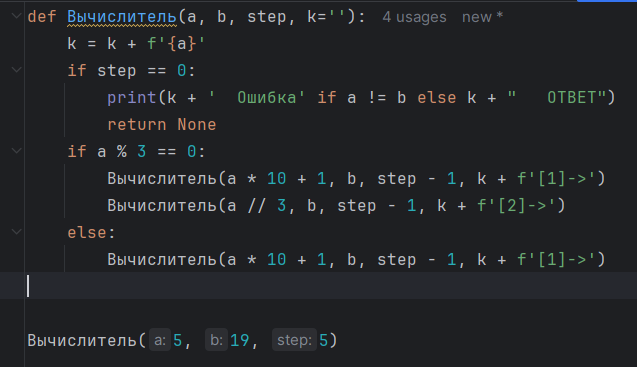 def Вычислитель(a, b, step, k=''): 4 usages new *
    k = k + f'{a}'
    if step == 0:
        print(k + '  Ошибка' if a != b else k + "   ОТВЕТ")
        return None
    if a % 3 == 0:
        Вычислитель(a * 10 + 1, b, step - 1, k + f'[1]->')
        Вычислитель(a // 3, b, step - 1, k + f'[2]->')
    else:
        Вычислитель(a * 10 + 1, b, step - 1, k + f'[1]->')
Вычислитель( a: 5, b: 19, step: 5)